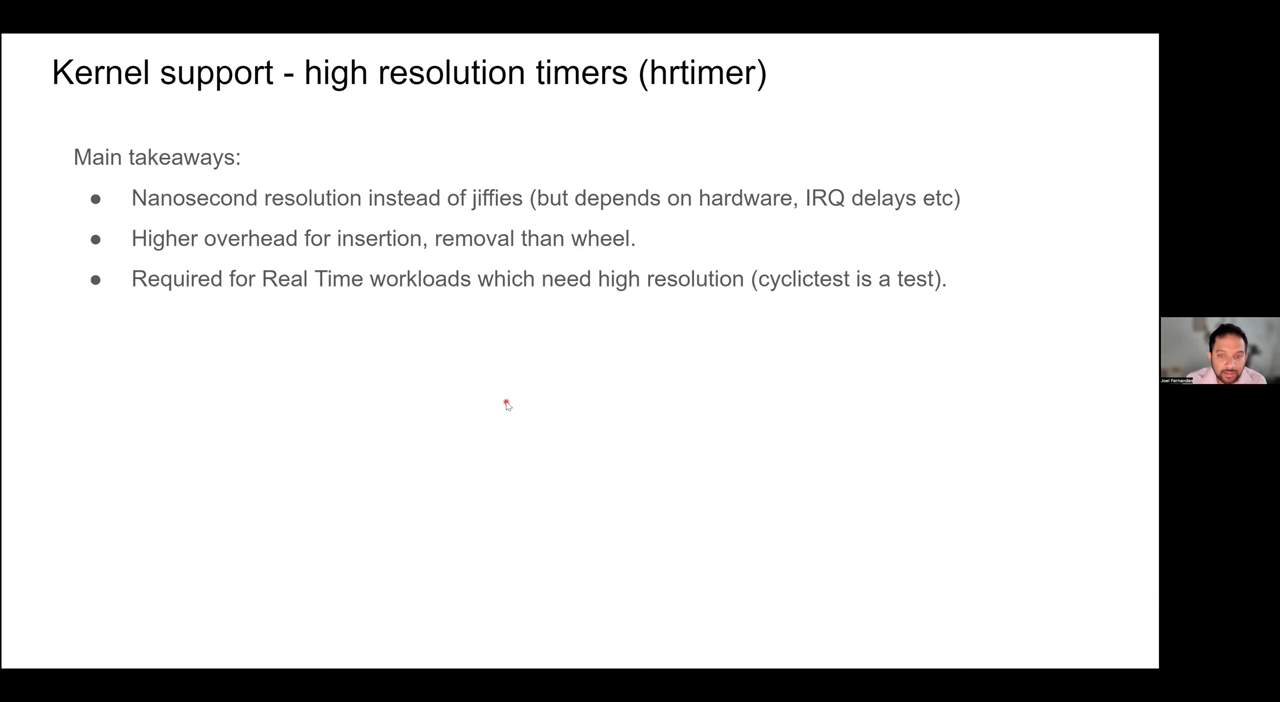 Kernel support - high resolution timers (hrtimer)
Main takeaways:
● Nanosecond resolution instead of jiffies (but depends on hardware, IRQ delays etc)
● Higher overhead for insertion, removal than wheel.
● Required for Real Time workloads which need high resolution (cyclictest is a test).
Joel Fernandes